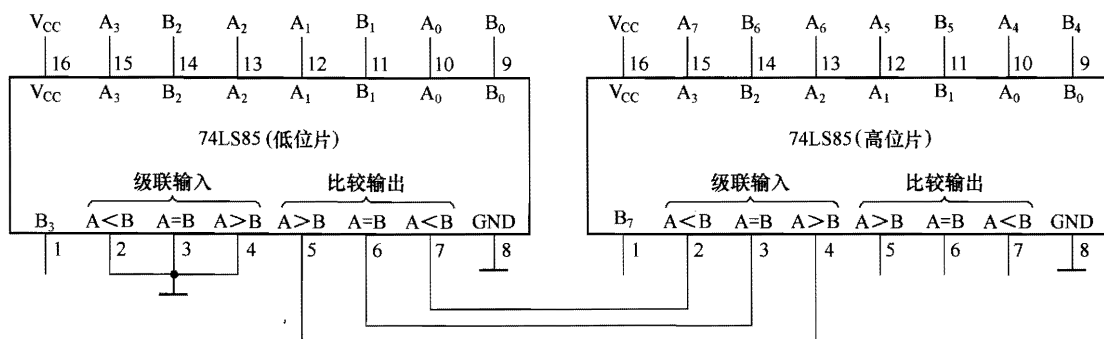 V_CC A₃ B₂ A₂ A₁ B₁ A₀ B₀
16 15 14 13 12 11 10 9
V_CC A₃ B₂ A₂ A₁ B₁ A₀ B₀
74LS85(低位片)
级联输入 比较输出
B₃ A<B A=B A>B A>B A=B A<B GND
1 2 3 4 5 6 7 8
V_CC A₇ B₆ A₆ A₅ B₅ A₄ B₄
16 15 14 13 12 11 10 9
V_CC A₃ B₂ A₂ A₁ B₁ A₀ B₀
74LS85(高位片)
级联输入 比较输出
B₇ A<B A=B A>B A>B A=B A<B GND
1 2 3 4 5 6 7 8